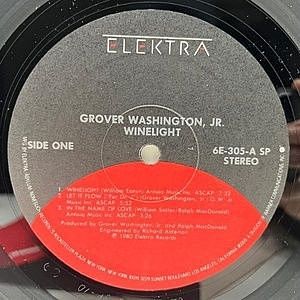 ELEKTRA
GROVER WASHINGTON, JR.
WINELIGHT
SIDE ONE
6E-305-A SP
STEREO
1. WINELIGHT (William Eaton) Antisia Music Inc. ASCAP 7:32
2. LET IT FLOW ("For Dr. J") (Grover Washington, Jr.) G. W. Jr.
Music Inc. ASCAP 5:53
3. IN THE NAME OF LOVE (William Salter/Ralph MacDonald)
Antisia Music Inc. ASCAP 5:26
Produced by Grover Washington, Jr. and Ralph MacDonald
Engineered by Richard Alderson
℗ 1980 Elektra Records